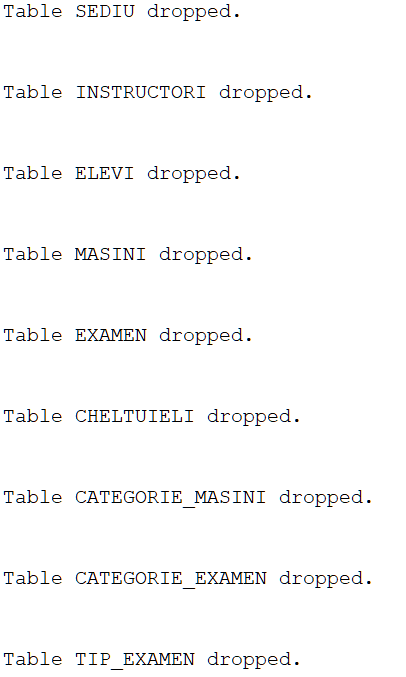 Table SEDIU dropped.
Table INSTRUCTORI dropped.
Table ELEVI dropped.
Table MASINI dropped.
Table EXAMEN dropped.
Table CHELTUIELI dropped.
Table CATEGORIE_MASINI dropped.
Table CATEGORIE_EXAMEN dropped.
Table TIP_EXAMEN dropped.